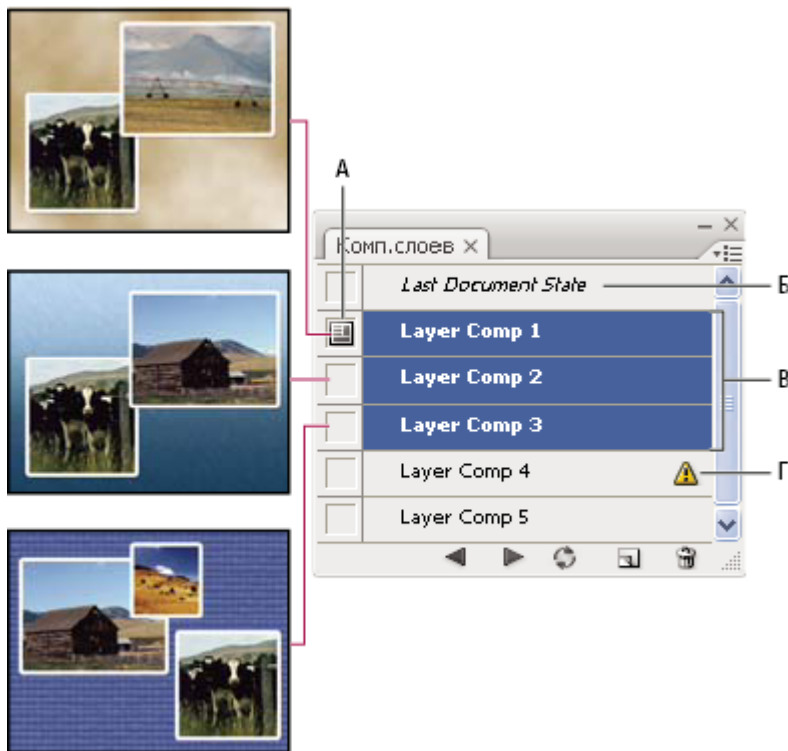 А
Комп.слоев
Last Document State
Б
Layer Comp 1
Layer Comp 2
В
Layer Comp 3
Layer Comp 4
Г
Layer Comp 5